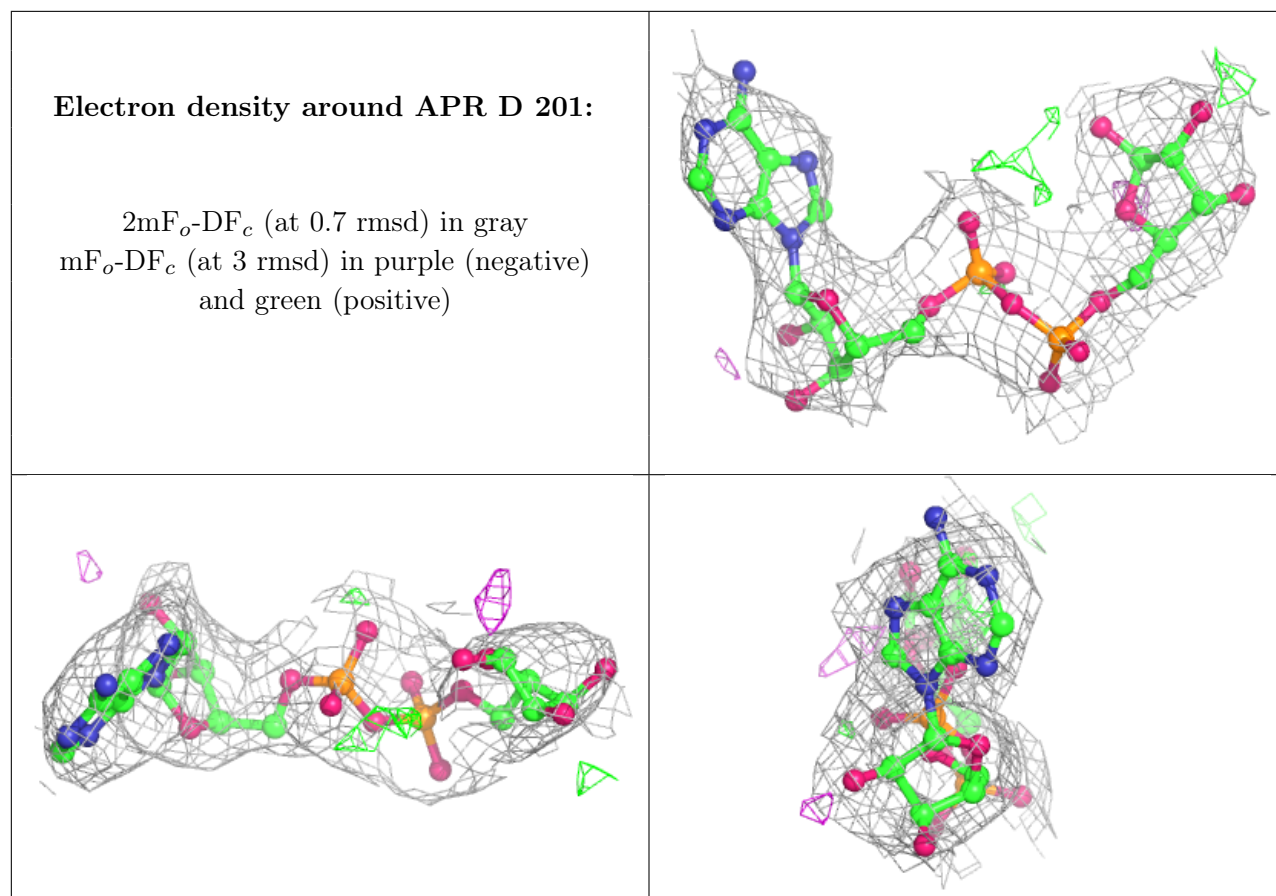 Electron density around APR D 201:
2mFo-DFc (at 0.7 rmsd) in gray
mFo-DFc (at 3 rmsd) in purple (negative)
and green (positive)